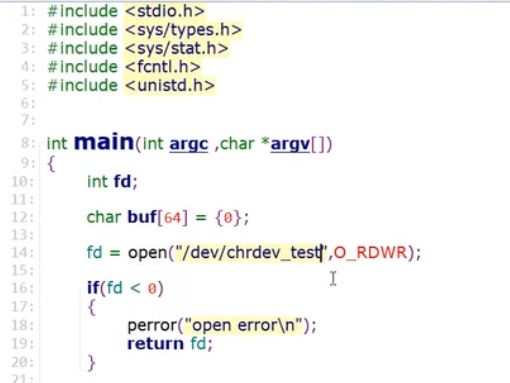 1: #include <stdio.h>
2: #include <sys/types.h>
3: #include <sys/stat.h>
4: #include <fcntl.h>
5: #include <unistd.h>
6:
7:
8: int main(int argc ,char *argv[])
9: {
10: int fd;
11:
12: char buf[64] = {0};
13:
14: fd = open("/dev/chrdev_test",O_RDWR);
15:
16: if(fd < 0)
17: {
18: perror("open error\n");
19: return fd;
20: }
21: